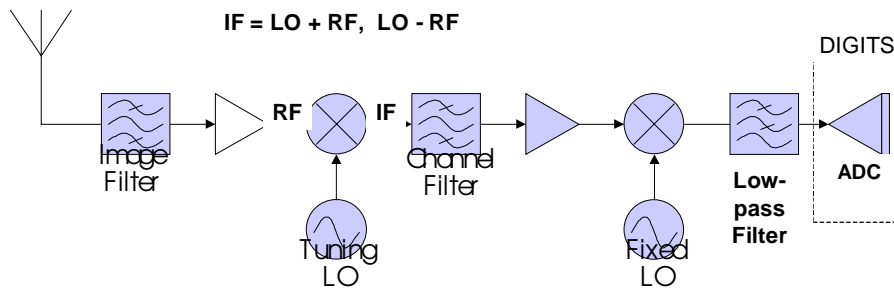 IF = LO + RF, LO - RF
DIGITS
RF
IF
Image
Filter
Channel
Filter
Low-
pass
Filter
ADC
Tuning
LO
Fixed
LO